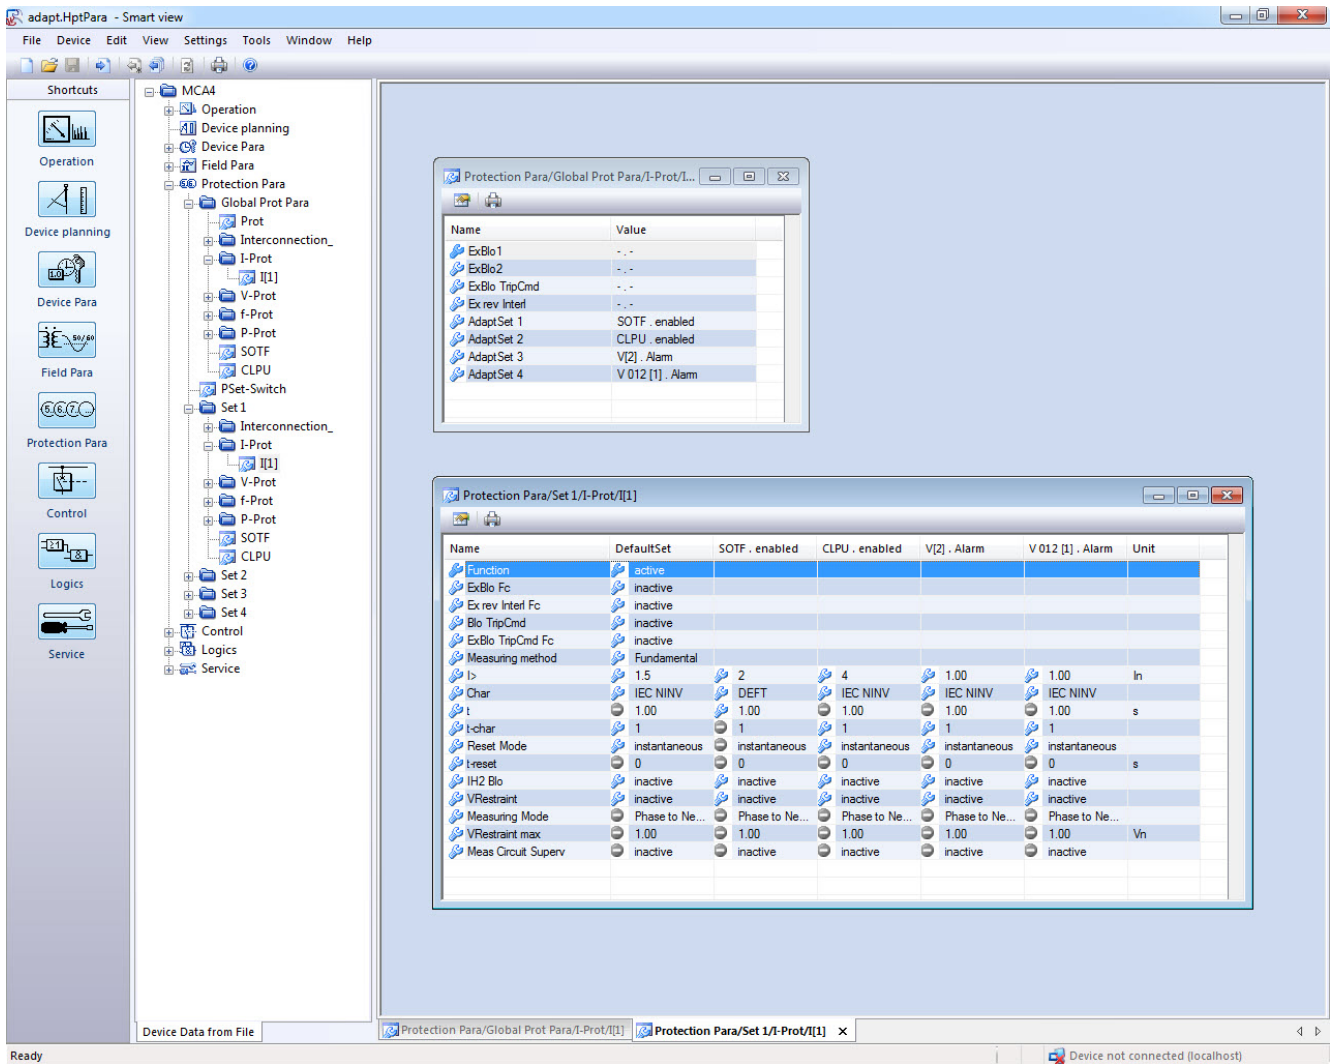 adapt.HptPara - Smart view
File Device Edit View Settings Tools Window Help
Shortcuts
Operation
Device planning
Device Para
Field Para
Protection Para
Control
Logics
Service
MCA4
Operation
Device planning
Device Para
Field Para
Protection Para
Global Prot Para
Prot
Interconnection_
I-Prot
I[1]
V-Prot
f-Prot
P-Prot
SOTF
CLPU
PSet-Switch
Set 1
Interconnection_
I-Prot
I[1]
V-Prot
f-Prot
P-Prot
SOTF
CLPU
Set 2
Set 3
Set 4
Control
Logics
Service
Device Data from File
Protection Para/Global Prot Para/I-Prot/I...
Name Value
ExBlo1 - . -
ExBlo2 - . -
ExBlo TripCmd - . -
Ex rev Interl - . -
AdaptSet 1 SOTF . enabled
AdaptSet 2 CLPU . enabled
AdaptSet 3 V[2] . Alarm
AdaptSet 4 V 012 [1] . Alarm
Protection Para/Set 1/I-Prot/I[1]
Name DefaultSet SOTF . enabled CLPU . enabled V[2] . Alarm V 012 [1] . Alarm Unit
Function active
ExBlo Fc inactive
Ex rev Interl Fc inactive
Blo TripCmd inactive
ExBlo TripCmd Fc inactive
Measuring method Fundamental
I> 1.5 2 4 1.00 1.00 In
Char IEC NINV DEFT IEC NINV IEC NINV IEC NINV
t 1.00 1.00 1.00 1.00 1.00 s
t-char 1 1 1 1 1
Reset Mode instantaneous instantaneous instantaneous instantaneous instantaneous
t-reset 0 0 0 0 0 s
IH2 Blo inactive inactive inactive inactive inactive
VRestraint inactive inactive inactive inactive inactive
Measuring Mode Phase to Ne... Phase to Ne... Phase to Ne... Phase to Ne... Phase to Ne...
VRestraint max 1.00 1.00 1.00 1.00 1.00 Vn
Meas Circuit Superv inactive inactive inactive inactive inactive
Protection Para/Global Prot Para/I-Prot/I[1] Protection Para/Set 1/I-Prot/I[1]
Ready Device not connected (localhost)